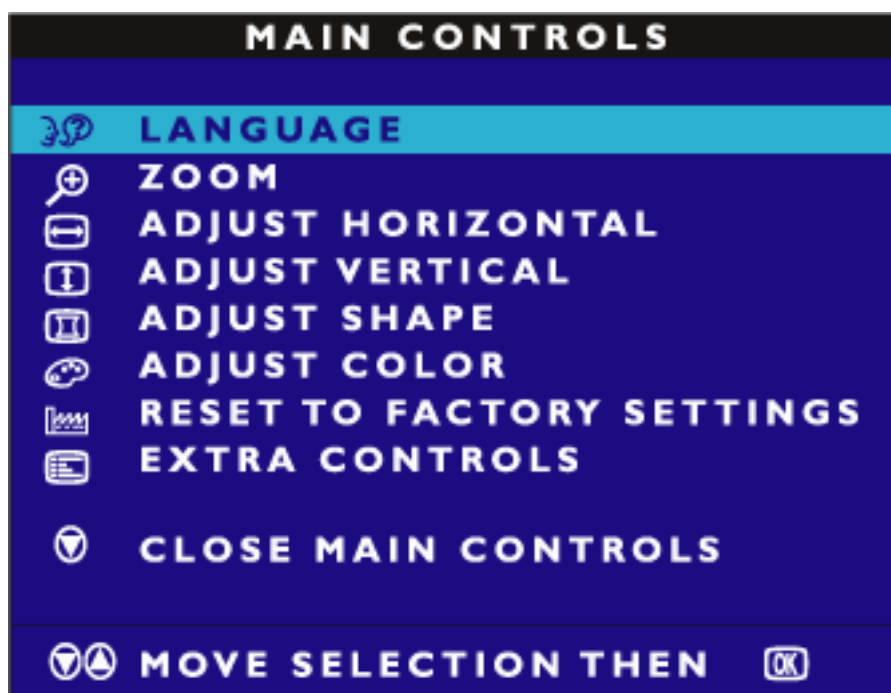 MAIN CONTROLS
LANGUAGE
ZOOM
ADJUST HORIZONTAL
ADJUST VERTICAL
ADJUST SHAPE
ADJUST COLOR
RESET TO FACTORY SETTINGS
EXTRA CONTROLS
CLOSE MAIN CONTROLS
MOVE SELECTION THEN OK